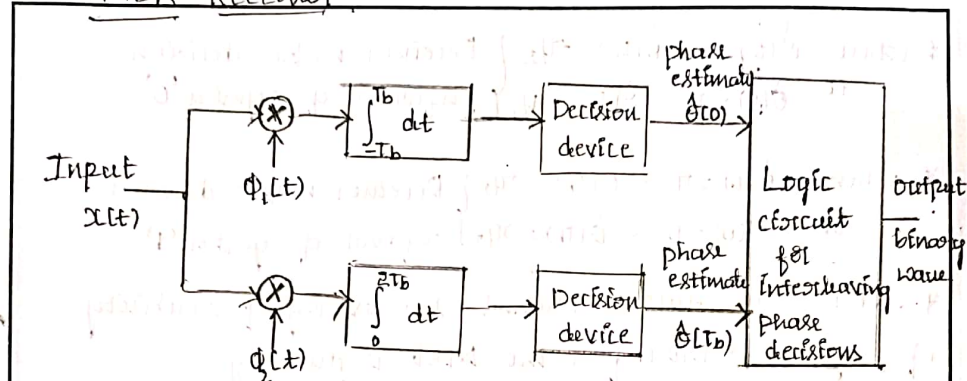 RECEIVER
phase
estimate
θ̂(0)
Tb
∫ dt
-Tb
Decision
device
Input
x(t)
ϕ₁(t)
Logic
circuit
for
interleaving
phase
decisions
output
binary
wave
phase
estimate
θ̂(Tb)
2Tb
∫ dt
0
Decision
device
(t)